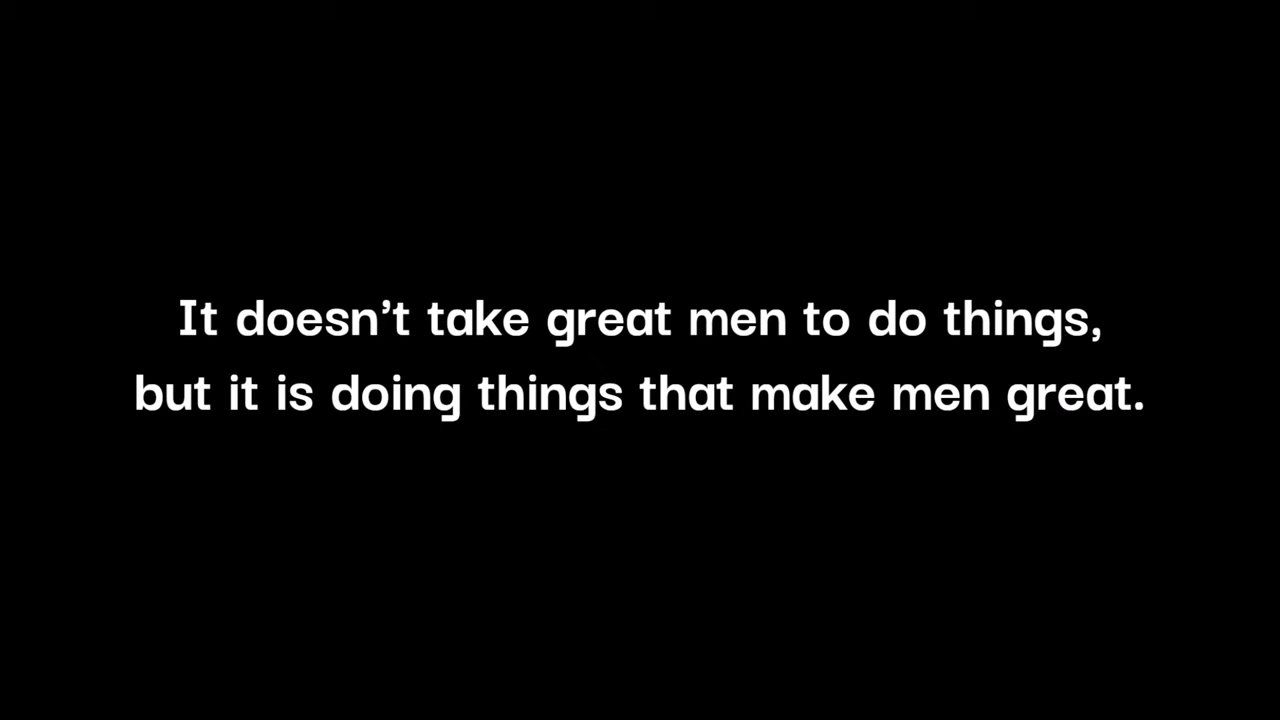 It doesn’t take great men to do things,
but it is doing things that make men great.